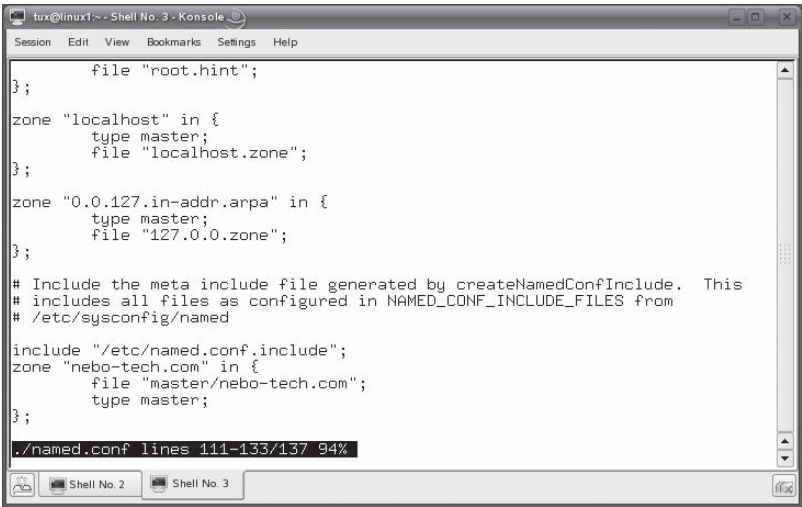 tux@linux1:~ - Shell No. 3 - Konsole
Session Edit View Bookmarks Settings Help
file "root.hint";
};
zone "localhost" in {
type master;
file "localhost.zone";
};
zone "0.0.127.in-addr.arpa" in {
type master;
file "127.0.0.zone";
};
# Include the meta include file generated by createNamedConfInclude.  This
# includes all files as configured in NAMED_CONF_INCLUDE_FILES from
# /etc/sysconfig/named
include "/etc/named.conf.include";
zone "nebo-tech.com" in {
file "master/nebo-tech.com";
type master;
};
./named.conf lines 111-133/137 94%
Shell No. 2 Shell No. 3